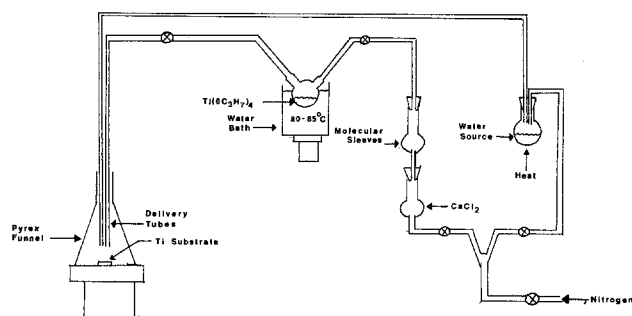 Ti(OC3H7)4
80-85°C
Water
Bath
Molecular
Sleeves
Water
Source
Heat
CaCl2
Pyrex
Funnel
Delivery
Tubes
Ti Substrate
Nitrogen